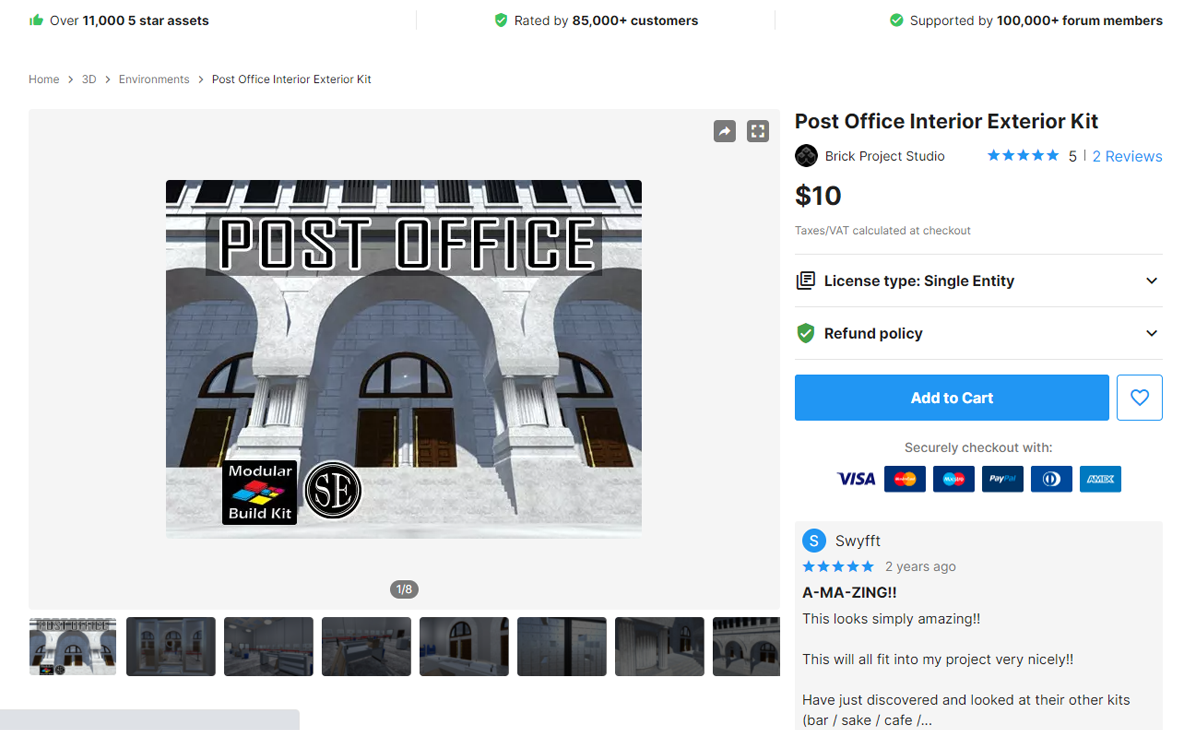 Over 11,000 5 star assets
Rated by 85,000+ customers
Supported by 100,000+ forum members
Home > 3D > Environments > Post Office Interior Exterior Kit
POST OFFICE
Modular
Build Kit
SE
1/8
Post Office Interior Exterior Kit
Brick Project Studio
5 | 2 Reviews
$10
Taxes/VAT calculated at checkout
License type: Single Entity
Refund policy
Add to Cart
Securely checkout with:
VISA
PayPal
AMEX
S Swyfft
2 years ago
A-MA-ZING!!
This looks simply amazing!!
This will all fit into my project very nicely!!
Have just discovered and looked at their other kits
(bar / sake / cafe /...